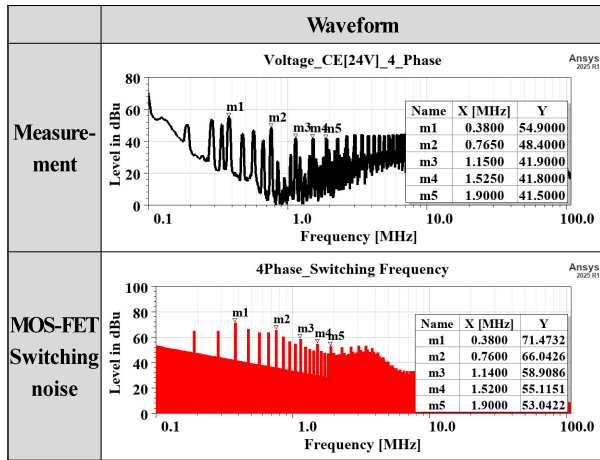 Waveform
Measure-
ment
Voltage_CE[24V]_4_Phase
Ansys
2025 R1
Level in dBu
80
60
40
20
0
m1
m2
m3
m4
m5
Name X [MHz] Y
m1 0.3800 54.9000
m2 0.7650 48.4000
m3 1.1500 41.9000
m4 1.5250 41.8000
m5 1.9000 41.5000
0.1 1.0 10.0 100.0
Frequency [MHz]
MOS-FET
Switching
noise
4Phase_Switching Frequency
Ansys
2025 R1
Level in dBu
100
80
60
40
20
0
m1
m2
m3
m4
m5
Name X [MHz] Y
m1 0.3800 71.4732
m2 0.7600 66.0426
m3 1.1400 58.9086
m4 1.5200 55.1151
m5 1.9000 53.0422
0.1 1.0 10.0 100.0
Frequency [MHz]